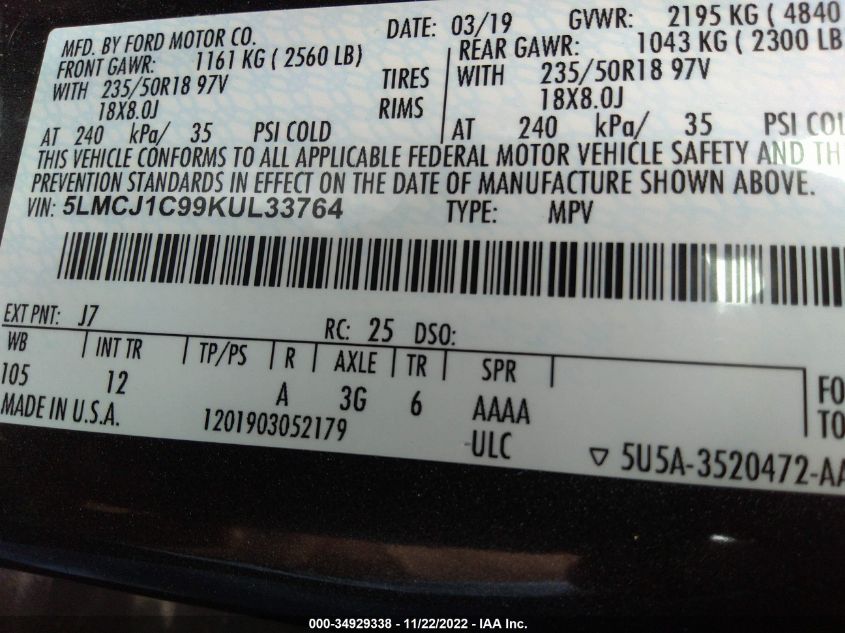 MFD. BY FORD MOTOR CO.
DATE: 03/19 GVWR: 2195 KG ( 4840
FRONT GAWR: 1161 KG ( 2560 LB)
REAR GAWR: 1043 KG ( 2300 LB
WITH 235/50R18 97V TIRES WITH 235/50R18 97V
18X8.0J RIMS 18X8.0J
AT 240 kPa/ 35 PSI COLD AT 240 kPa/ 35 PSI
THIS VEHICLE CONFORMS TO ALL APPLICABLE FEDERAL MOTOR VEHICLE SAFETY AND
PREVENTION STANDARDS IN EFFECT ON THE DATE OF MANUFACTURE SHOWN ABOVE.
VIN: 5LMCJ1C99KUL33764 TYPE: MPV
EXT PNT: J7 RC: 25 DSO:
WB INT TR TP/PS R AXLE TR SPR
105 12 A 3G 6 AAAA
MADE IN U.S.A. 1201903052179 -ULC ▽ 5U5A-3520472-AA
000-34929338 - 11/22/2022 - IAA Inc.